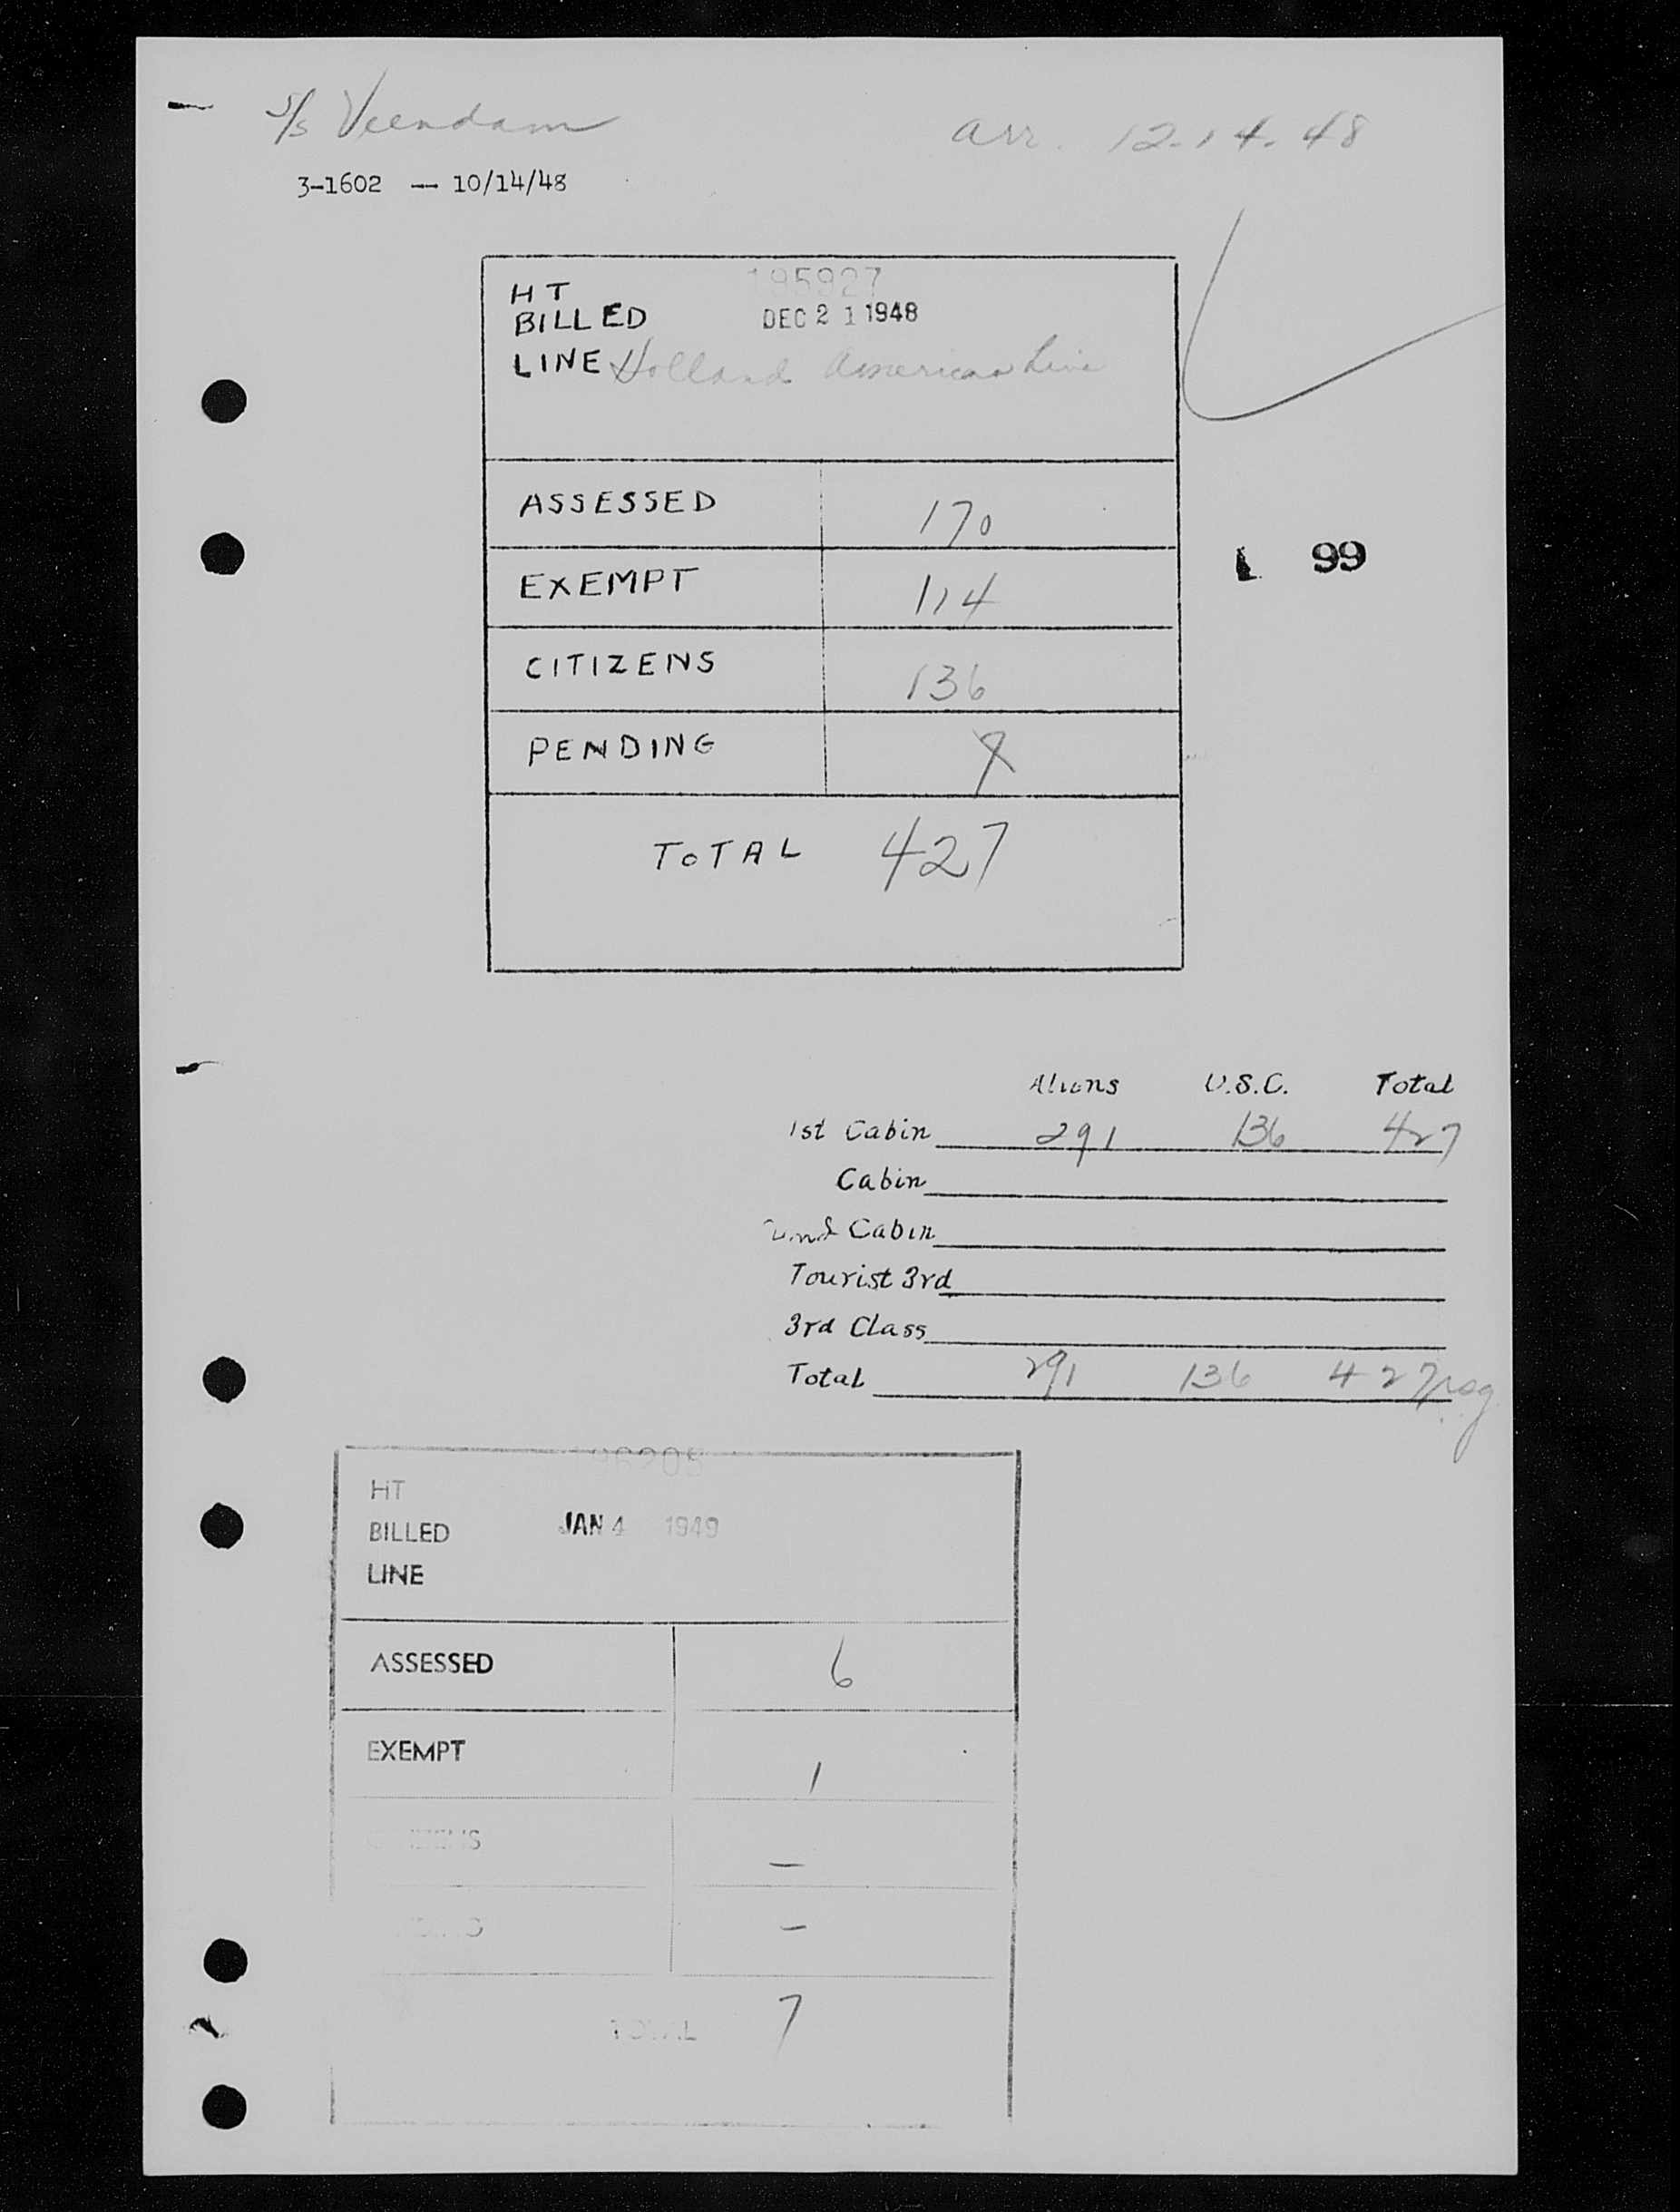 S/s Veendam arr. 12.14.48
3-1602 -- 10/14/48
195927
HT
BILLED DEC 21 1948
LINE Holland American Line
ASSESSED 170
99
EXEMPT 114
CITIZENS 136
PENDING 7
TOTAL 427
Aliens U.S.C. Total
1st Cabin 291 136 427
Cabin
2nd Cabin
Tourist 3rd
3rd Class
Total 291 136 427
HT
BILLED JAN 4 1949
LINE
ASSESSED 6
EXEMPT 1
-
-
TOTAL 7